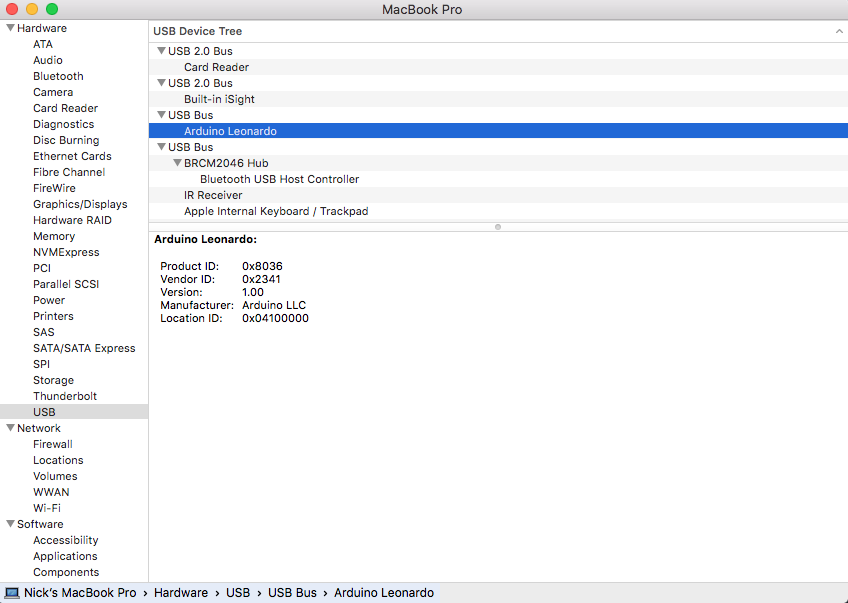 MacBook Pro
Hardware
ATA
Audio
Bluetooth
Camera
Card Reader
Diagnostics
Disc Burning
Ethernet Cards
Fibre Channel
FireWire
Graphics/Displays
Hardware RAID
Memory
NVMExpress
PCI
Parallel SCSI
Power
Printers
SAS
SATA/SATA Express
SPI
Storage
Thunderbolt
USB
Network
Firewall
Locations
Volumes
WWAN
Wi-Fi
Software
Accessibility
Applications
Components
USB Device Tree
USB 2.0 Bus
Card Reader
USB 2.0 Bus
Built-in iSight
USB Bus
Arduino Leonardo
USB Bus
BRCM2046 Hub
Bluetooth USB Host Controller
IR Receiver
Apple Internal Keyboard / Trackpad
Arduino Leonardo:
Product ID: 0x8036
Vendor ID: 0x2341
Version: 1.00
Manufacturer: Arduino LLC
Location ID: 0x04100000
Nick's MacBook Pro › Hardware › USB › USB Bus › Arduino Leonardo